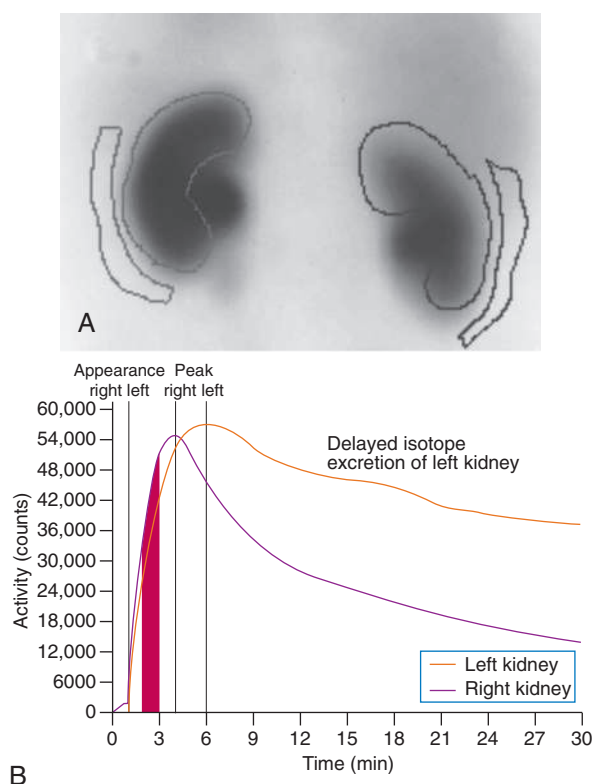 A
Appearance Peak
right left right left
60,000
54,000
48,000
42,000
36,000
30,000
24,000
18,000
12,000
6000
0
Activity (counts)
Delayed isotope
excretion of left kidney
Left kidney
Right kidney
0 3 6 9 12 15 18 21 24 27 30
Time (min)
B